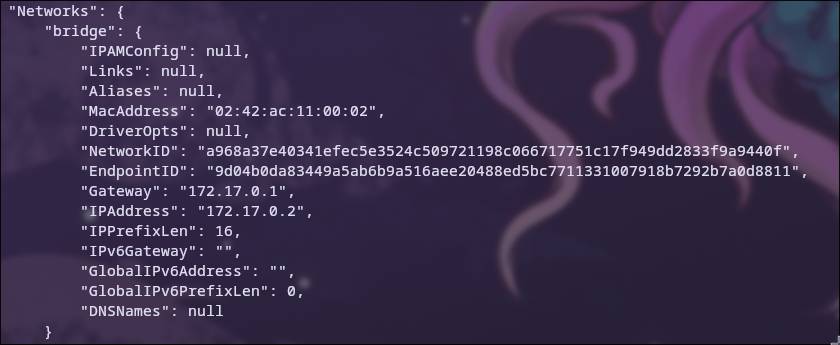 "Networks": {
    "bridge": {
        "IPAMConfig": null,
        "Links": null,
        "Aliases": null,
        "MacAddress": "02:42:ac:11:00:02",
        "DriverOpts": null,
        "NetworkID": "a968a37e40341efec5e3524c509721198c066717751c17f949dd2833f9a9440f",
        "EndpointID": "9d04b0da83449a5ab6b9a516aee20488ed5bc7711331007918b7292b7a0d8811",
        "Gateway": "172.17.0.1",
        "IPAddress": "172.17.0.2",
        "IPPrefixLen": 16,
        "IPv6Gateway": "",
        "GlobalIPv6Address": "",
        "GlobalIPv6PrefixLen": 0,
        "DNSNames": null
    }